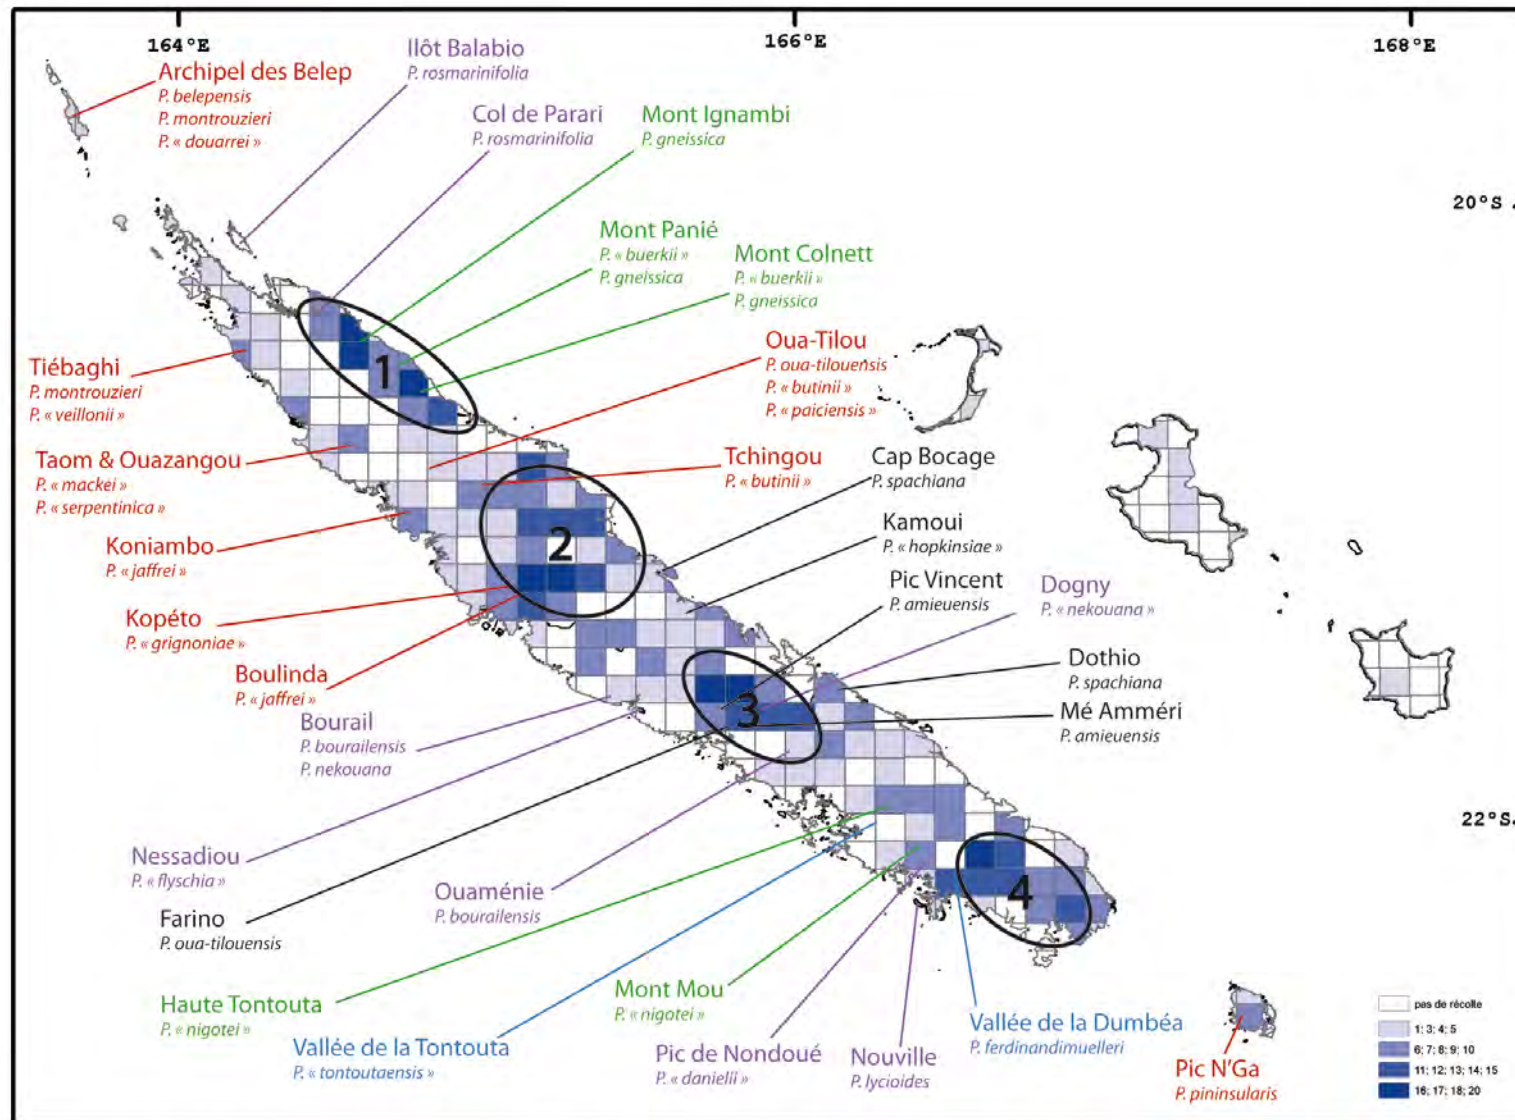 164°E
166°E
168°E
20°S
22°S
Archipel des Belep
P. belepensis
P. montrouzieri
P. « douarrei »
Ilôt Balabio
P. rosmarinifolia
Col de Parari
P. rosmarinifolia
Mont Ignambi
P. gneissica
Mont Panié
P. « buerkii »
P. gneissica
Mont Colnett
P. « buerkii »
P. gneissica
Oua-Tilou
P. oua-tilouensis
P. « butinii »
P. « paiciensis »
Tiébaghi
P. montrouzieri
P. « veillonii »
Taom & Ouazangou
P. « mackei »
P. « serpentinica »
Tchingou
P. « butinii »
Cap Bocage
P. spachiana
Kamoui
P. « hopkinsiae »
Koniambo
P. « jaffrei »
Pic Vincent
P. amieuensis
Dogny
P. « nekouana »
Kopéto
P. « grignoniae »
Boulinda
P. « jaffrei »
Dothio
P. spachiana
Mé Amméri
P. amieuensis
Bourail
P. bourailensis
P. nekouana
Nessadiou
P. « flyschia »
Ouaménie
P. bourailensis
Farino
P. oua-tilouensis
Haute Tontouta
P. « nigotei »
Vallée de la Tontouta
P. « tontoutaensis »
Mont Mou
P. « nigotei »
Pic de Nondoué
P. « danielii »
Nouville
P. lycioides
Vallée de la Dumbéa
P. ferdinandimuelleri
Pic N'Ga
P. pininsularis
1
2
3
4
pas de récolte
1; 3; 4; 5
6; 7; 8; 9; 10
11; 12; 13; 14; 15
16; 17; 18; 20